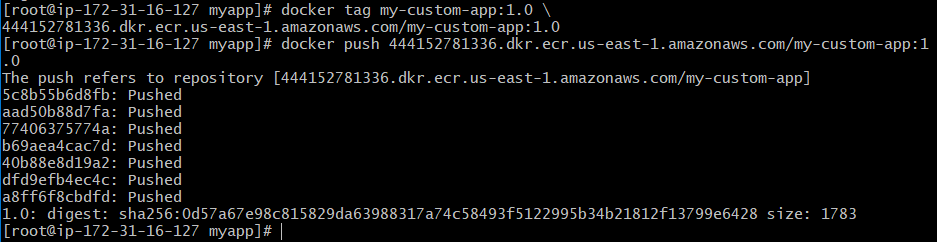 [root@ip-172-31-16-127 myapp]# docker tag my-custom-app:1.0 \
444152781336.dkr.ecr.us-east-1.amazonaws.com/my-custom-app:1.0
[root@ip-172-31-16-127 myapp]# docker push 444152781336.dkr.ecr.us-east-1.amazonaws.com/my-custom-app:1
.0
The push refers to repository [444152781336.dkr.ecr.us-east-1.amazonaws.com/my-custom-app]
5c8b55b6d8fb: Pushed
aad50b88d7fa: Pushed
77406375774a: Pushed
b69aea4cac7d: Pushed
40b88e8d19a2: Pushed
dfd9efb4ec4c: Pushed
a8ff6f8cbdfd: Pushed
1.0: digest: sha256:0d57a67e98c815829da63988317a74c58493f5122995b34b21812f13799e6428 size: 1783
[root@ip-172-31-16-127 myapp]#